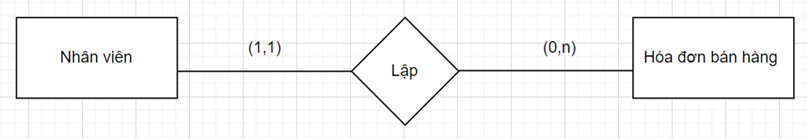 Nhân viên
(1,1)
Lập
(0,n)
Hóa đơn bán hàng